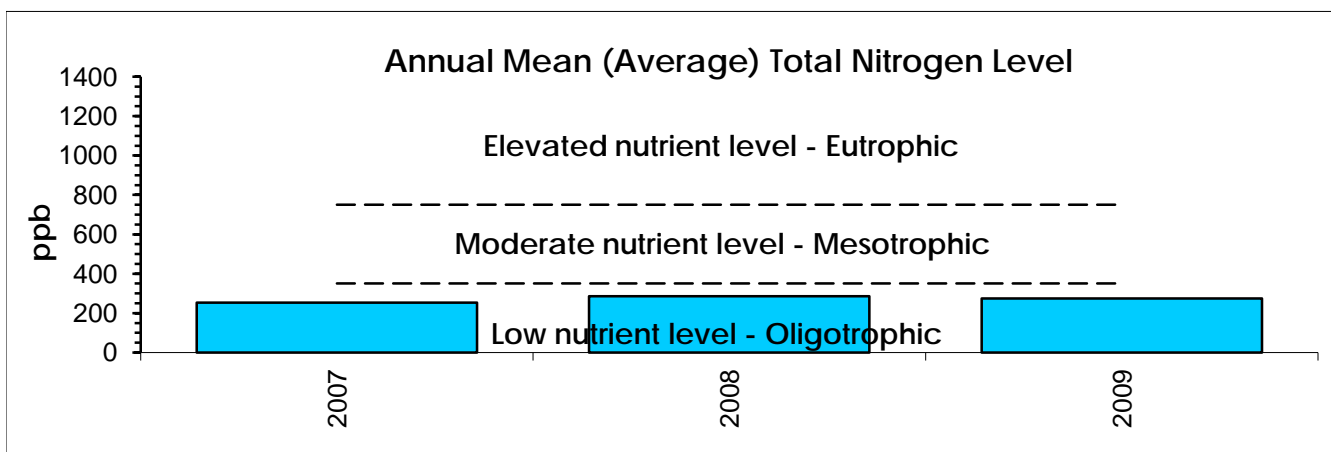 Annual Mean (Average) Total Nitrogen Level
1400
1200
1000
800
600
400
200
0
ppb
Elevated nutrient level - Eutrophic
Moderate nutrient level - Mesotrophic
Low nutrient level - Oligotrophic
2007
2008
2009